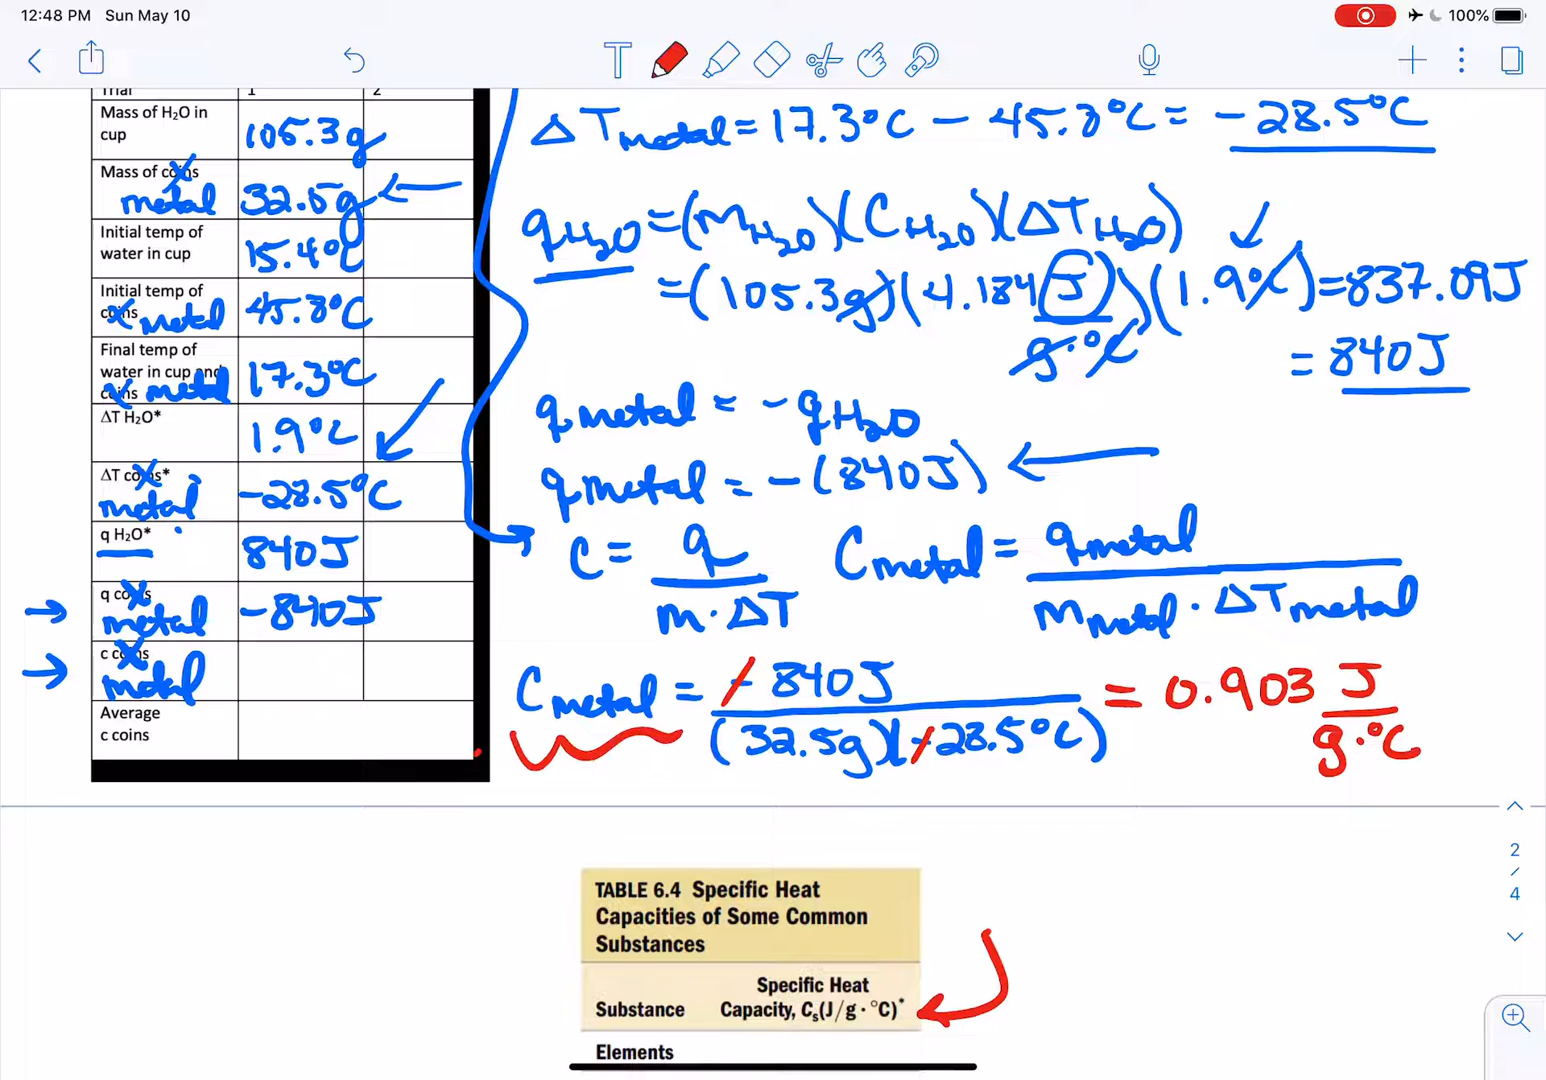 12:48 PM Sun May 10
100%
Trial 1 2
Mass of H₂O in cup 105.3g
Mass of coins metal 32.5g
Initial temp of water in cup 15.4°C
Initial temp of coins metal 45.8°C
Final temp of water in cup and coins metal 17.3°C
ΔT H₂O* 1.9°C
ΔT coins* metal -28.5°C
q H₂O* 840J
q coins metal -840J
c coins metal
Average c coins
ΔTmetal = 17.3°C - 45.8°C = -28.5°C
qH₂O = (mH₂O)(CH₂O)(ΔTH₂O)
= (105.3g)(4.184 J/g·°C)(1.9°C) = 837.09J
= 840J
qmetal = -qH₂O
qmetal = -(840J)
C = q/m·ΔT Cmetal = qmetal/mmetal·ΔTmetal
Cmetal = -840J/(32.5g)(-28.5°C) = 0.903 J/g·°C
2/4
TABLE 6.4 Specific Heat
Capacities of Some Common
Substances
Specific Heat
Substance Capacity, Cs(J/g·°C)*
Elements